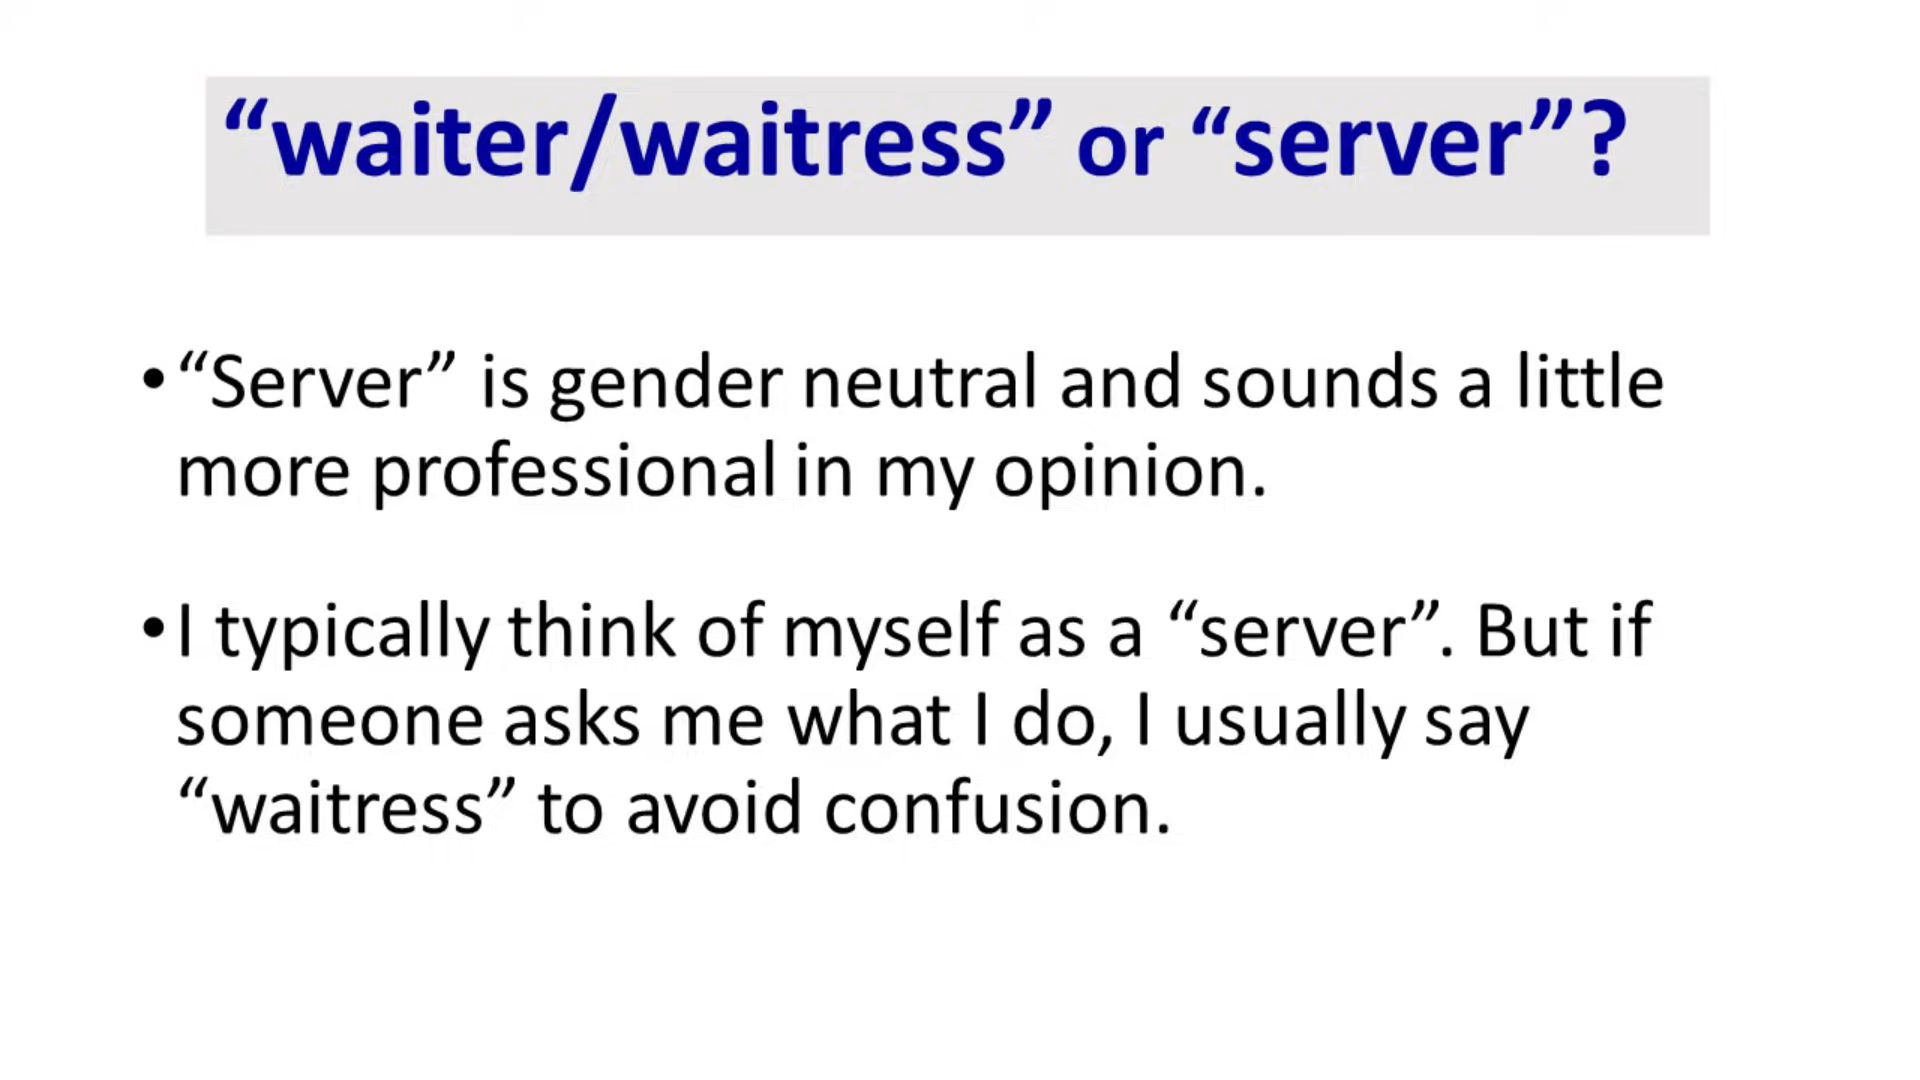 “waiter/waitress” or “server”?
•“Server” is gender neutral and sounds a little
more professional in my opinion.
•I typically think of myself as a “server”. But if
someone asks me what I do, I usually say
“waitress” to avoid confusion.